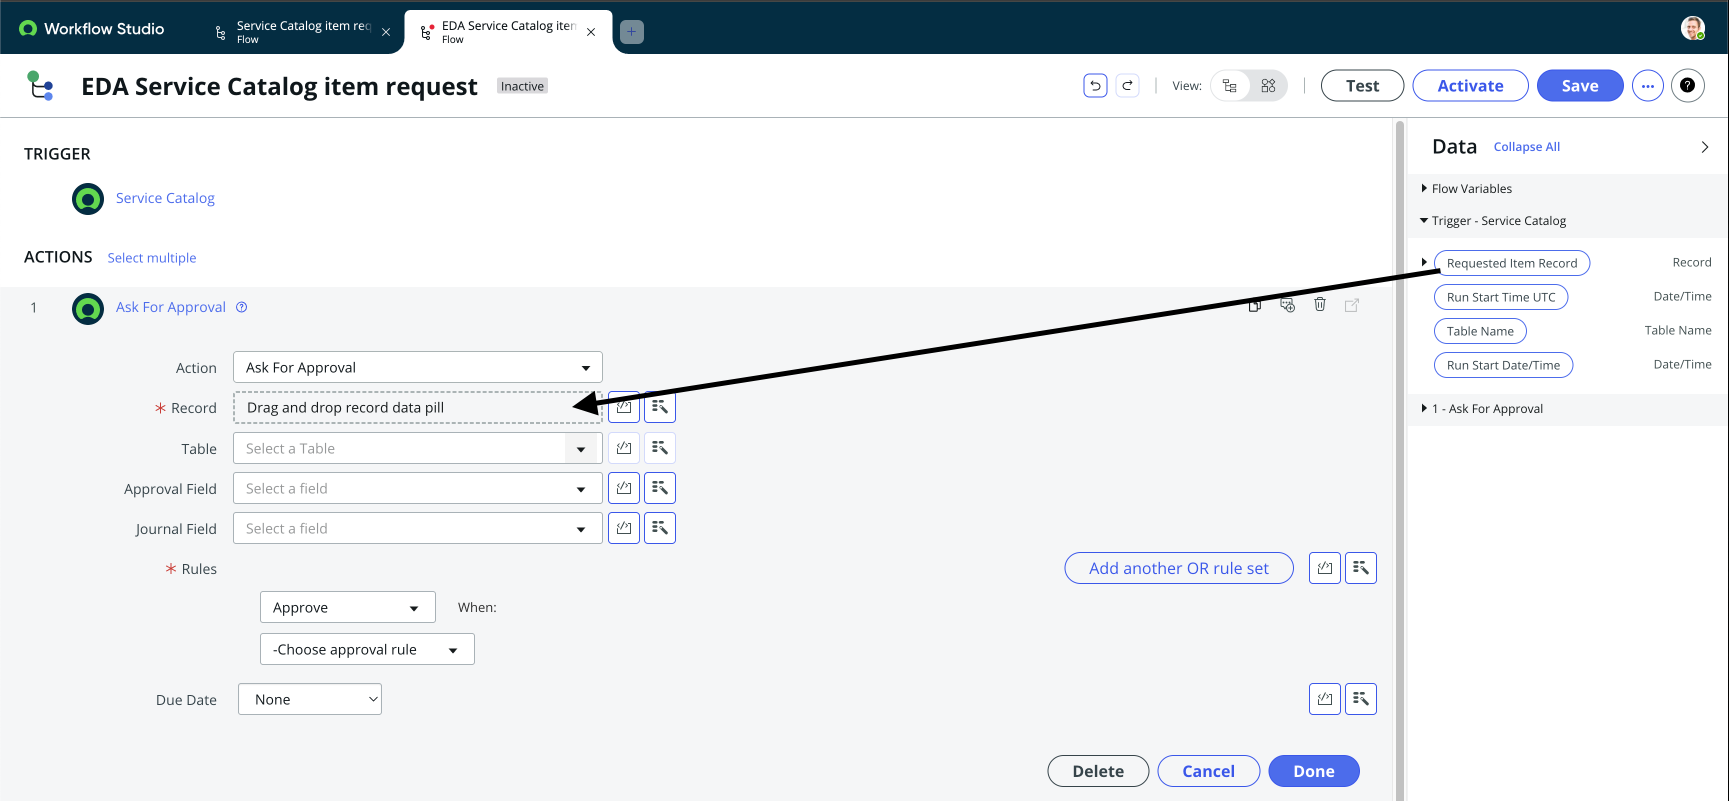 Workflow Studio
Service Catalog item req
Flow
EDA Service Catalog iten
Flow
EDA Service Catalog item request
Inactive
View:
Test
Activate
Save
TRIGGER
Service Catalog
ACTIONS
Select multiple
1
Ask For Approval
Action
Ask For Approval
* Record
Drag and drop record data pill
Table
Select a Table
Approval Field
Select a field
Journal Field
Select a field
* Rules
Add another OR rule set
Approve
When:
-Choose approval rule
Due Date
None
Delete
Cancel
Done
Data
Collapse All
Flow Variables
Trigger - Service Catalog
Requested Item Record
Record
Run Start Time UTC
Date/Time
Table Name
Table Name
Run Start Date/Time
Date/Time
1 - Ask For Approval